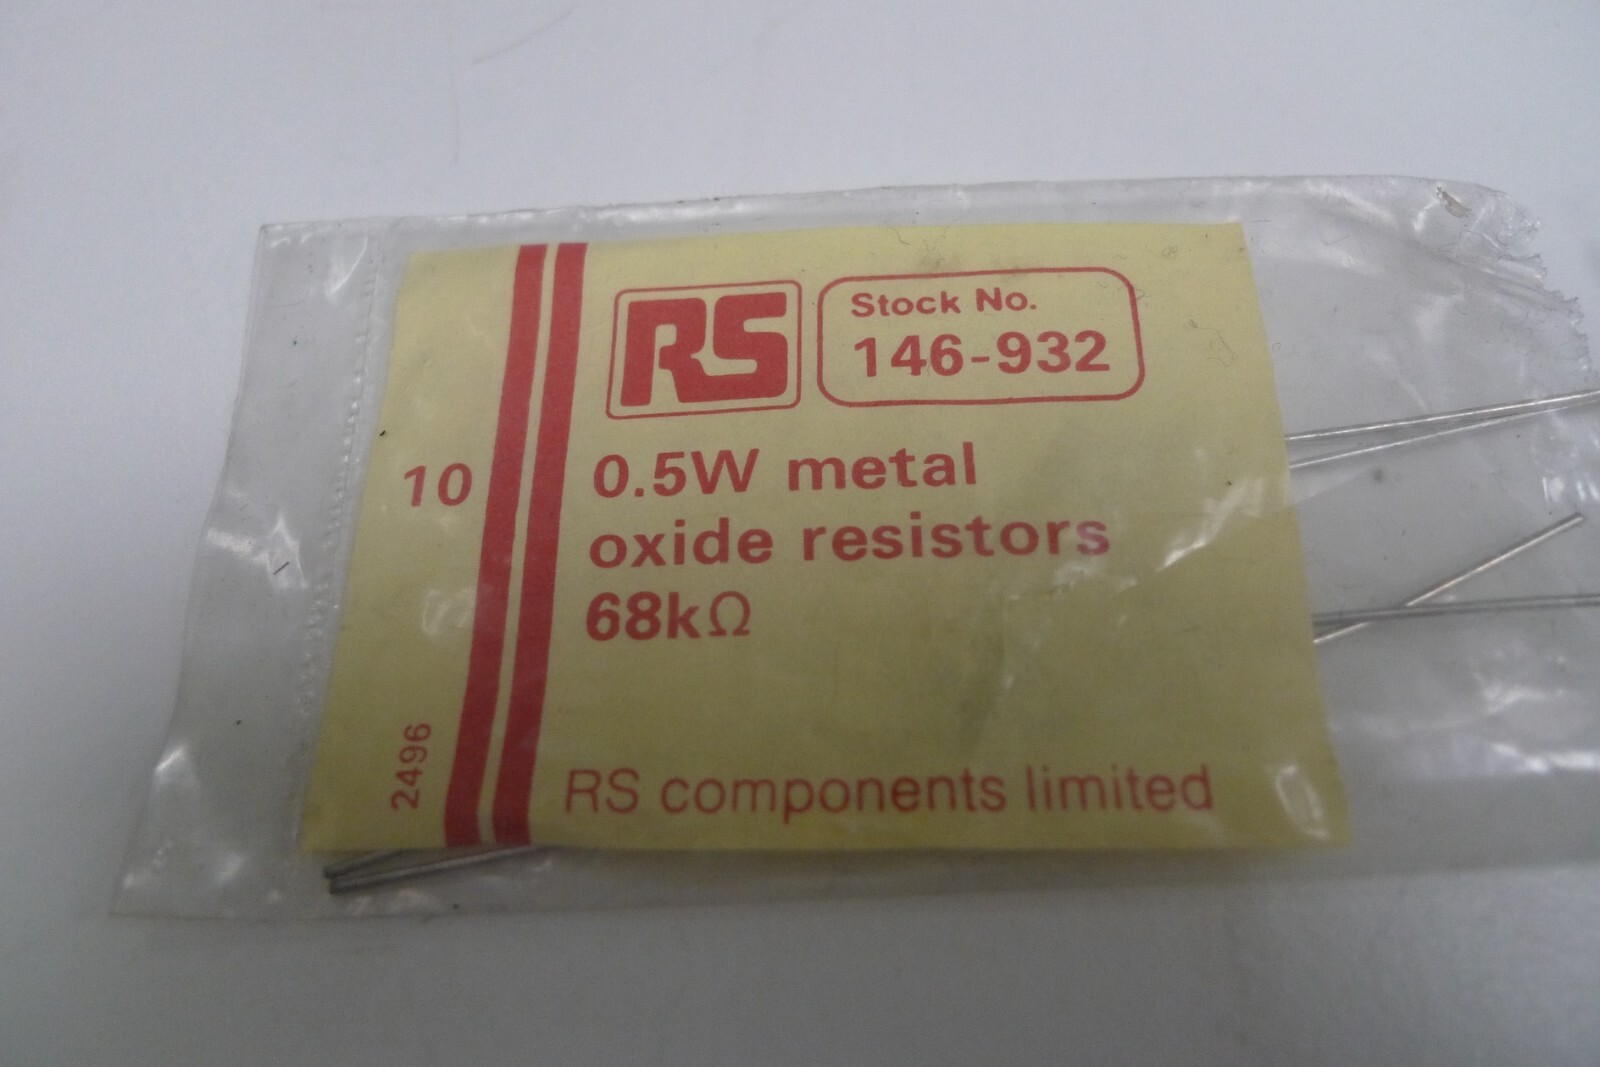 RS
Stock No.
146-932
10
0.5W metal
oxide resistors
68kΩ
2496
RS components limited